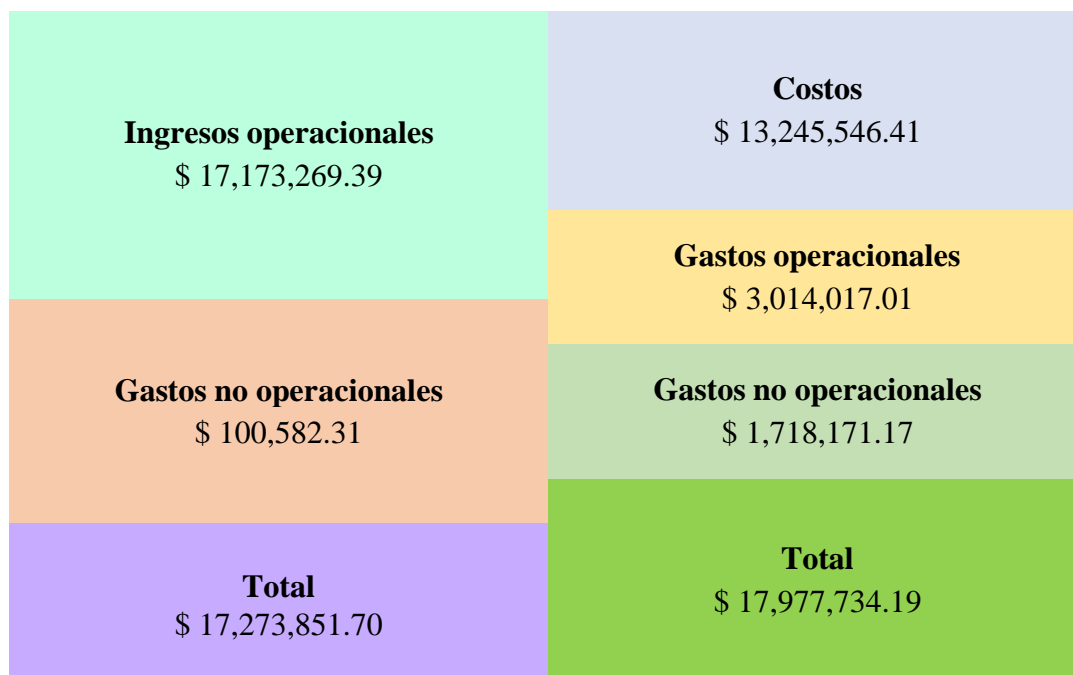 Ingresos operacionales
$ 17,173,269.39
Gastos no operacionales
$ 100,582.31
Total
$ 17,273,851.70
Costos
$ 13,245,546.41
Gastos operacionales
$ 3,014,017.01
Gastos no operacionales
$ 1,718,171.17
Total
$ 17,977,734.19